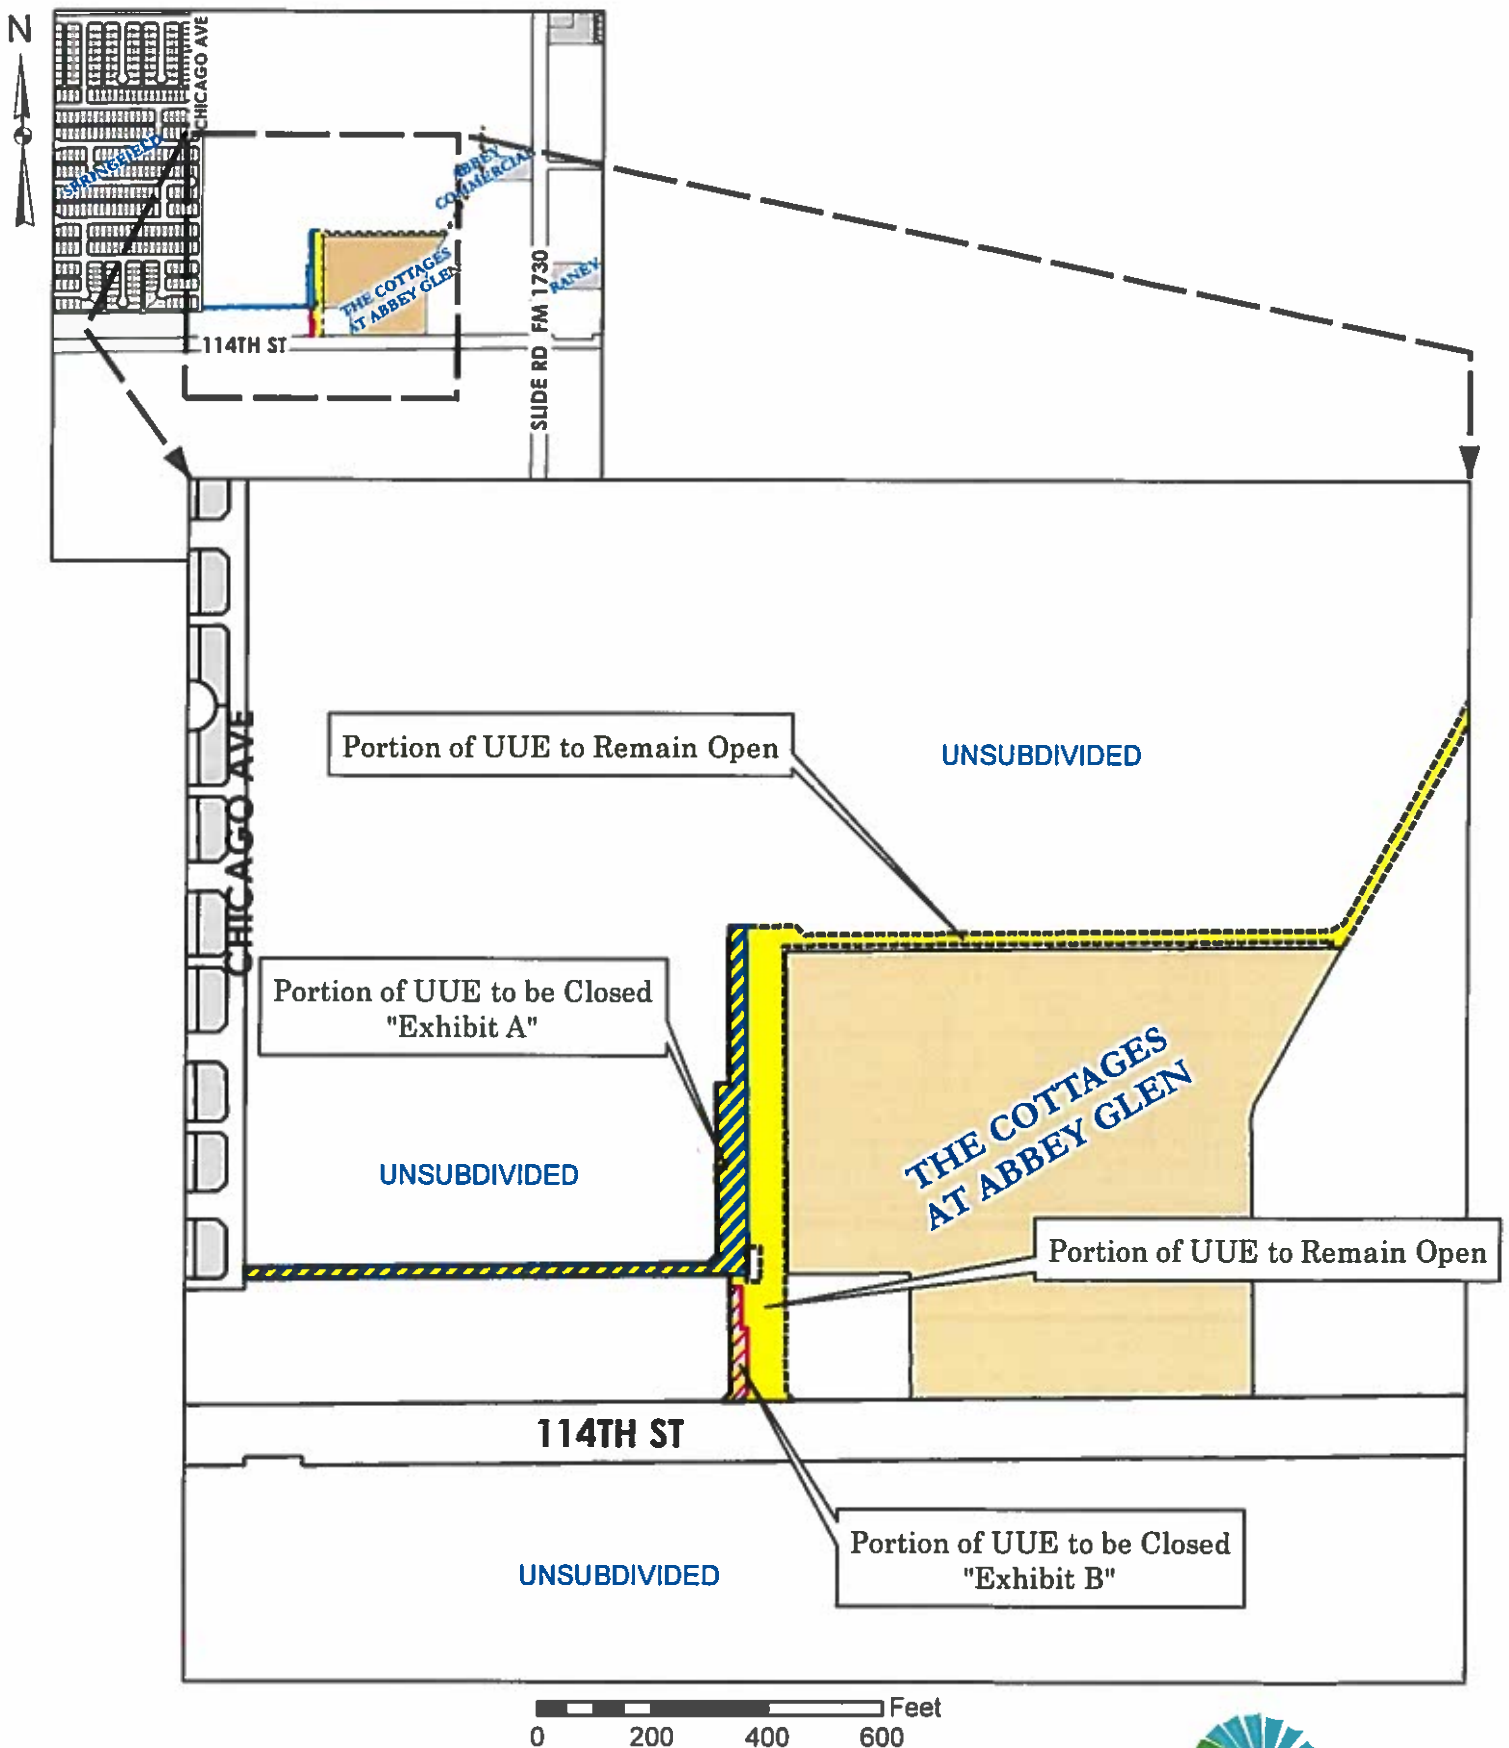 N
CHICAGO AVE
SPRINGFIELD
ABBEY
COMMERCIAL
THE COTTAGES
AT ABBEY GLEN
RANEY
SLIDE RD FM 1730
114TH ST
Portion of UUE to Remain Open
UNSUBDIVIDED
CHICAGO AVE
Portion of UUE to be Closed
"Exhibit A"
THE COTTAGES
AT ABBEY GLEN
UNSUBDIVIDED
Portion of UUE to Remain Open
114TH ST
Portion of UUE to be Closed
"Exhibit B"
UNSUBDIVIDED
Feet
0 200 400 600